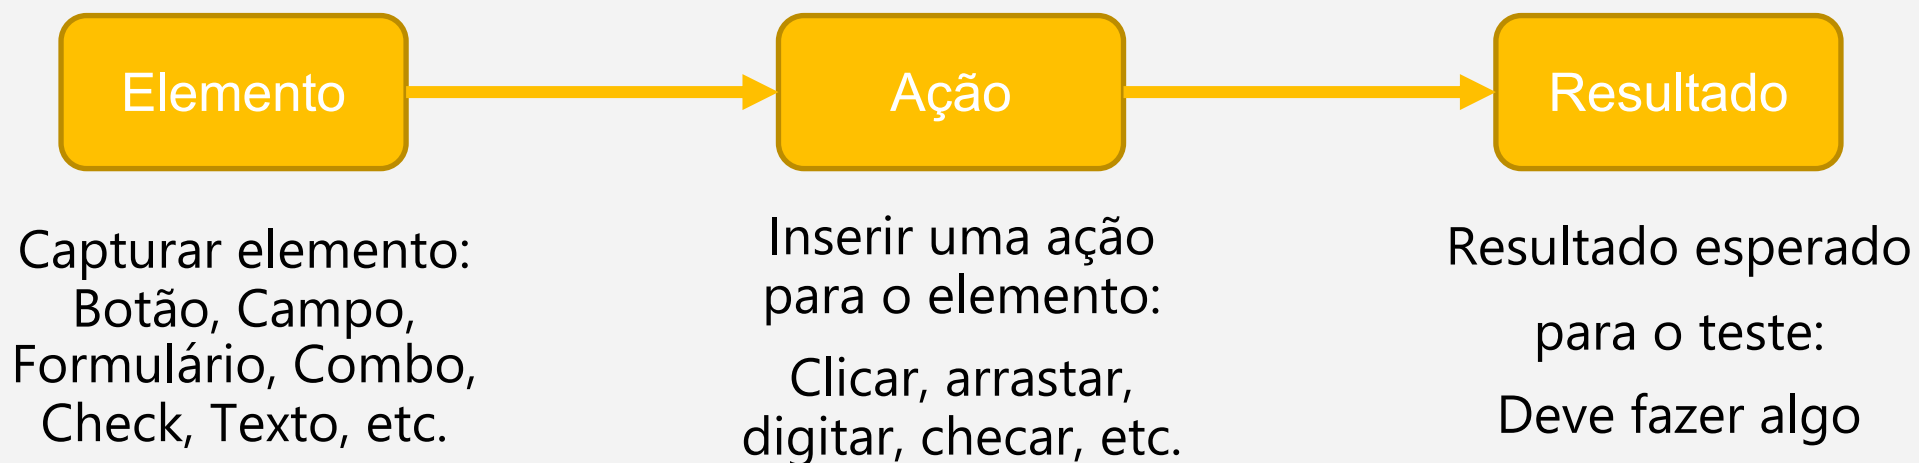 Elemento
Ação
Resultado
Capturar elemento:
Botão, Campo,
Formulário, Combo,
Check, Texto, etc.
Inserir uma ação
para o elemento:
Clicar, arrastar,
digitar, checar, etc.
Resultado esperado
para o teste:
Deve fazer algo